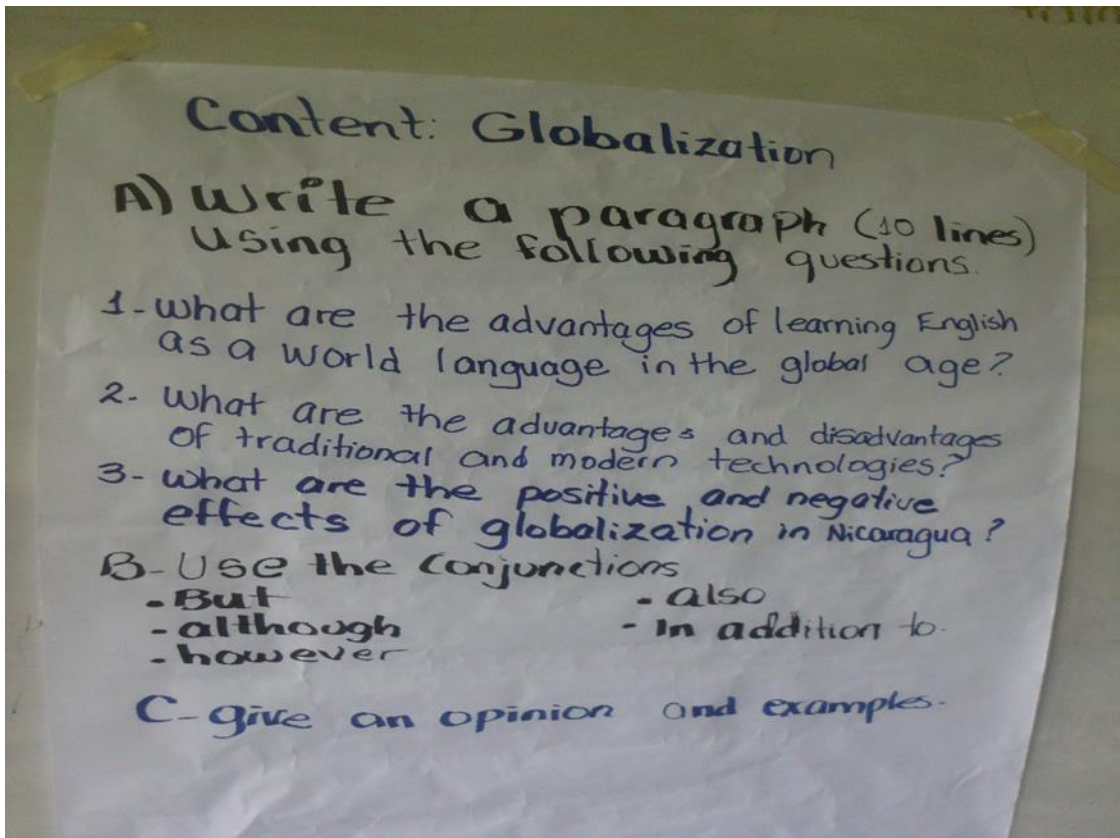 Content: Globalization
A) Write a paragraph (10 lines)
Using the following questions.
1- What are the advantages of learning English
as a world language in the global age?
2- What are the advantages and disadvantages
of traditional and modern technologies?
3- What are the positive and negative
effects of globalization in Nicaragua?
B- Use the Conjunctions
- But
- also
- although
- In addition to.
- however
C- give an opinion and examples.